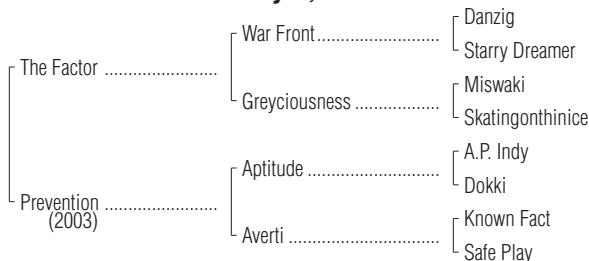 Danzig
War Front
Starry Dreamer
The Factor
Miswaki
Greyciousness
Skatingonthinice
A.P. Indy
Aptitude
Dokki
Prevention
(2003)
Known Fact
Averti
Safe Play